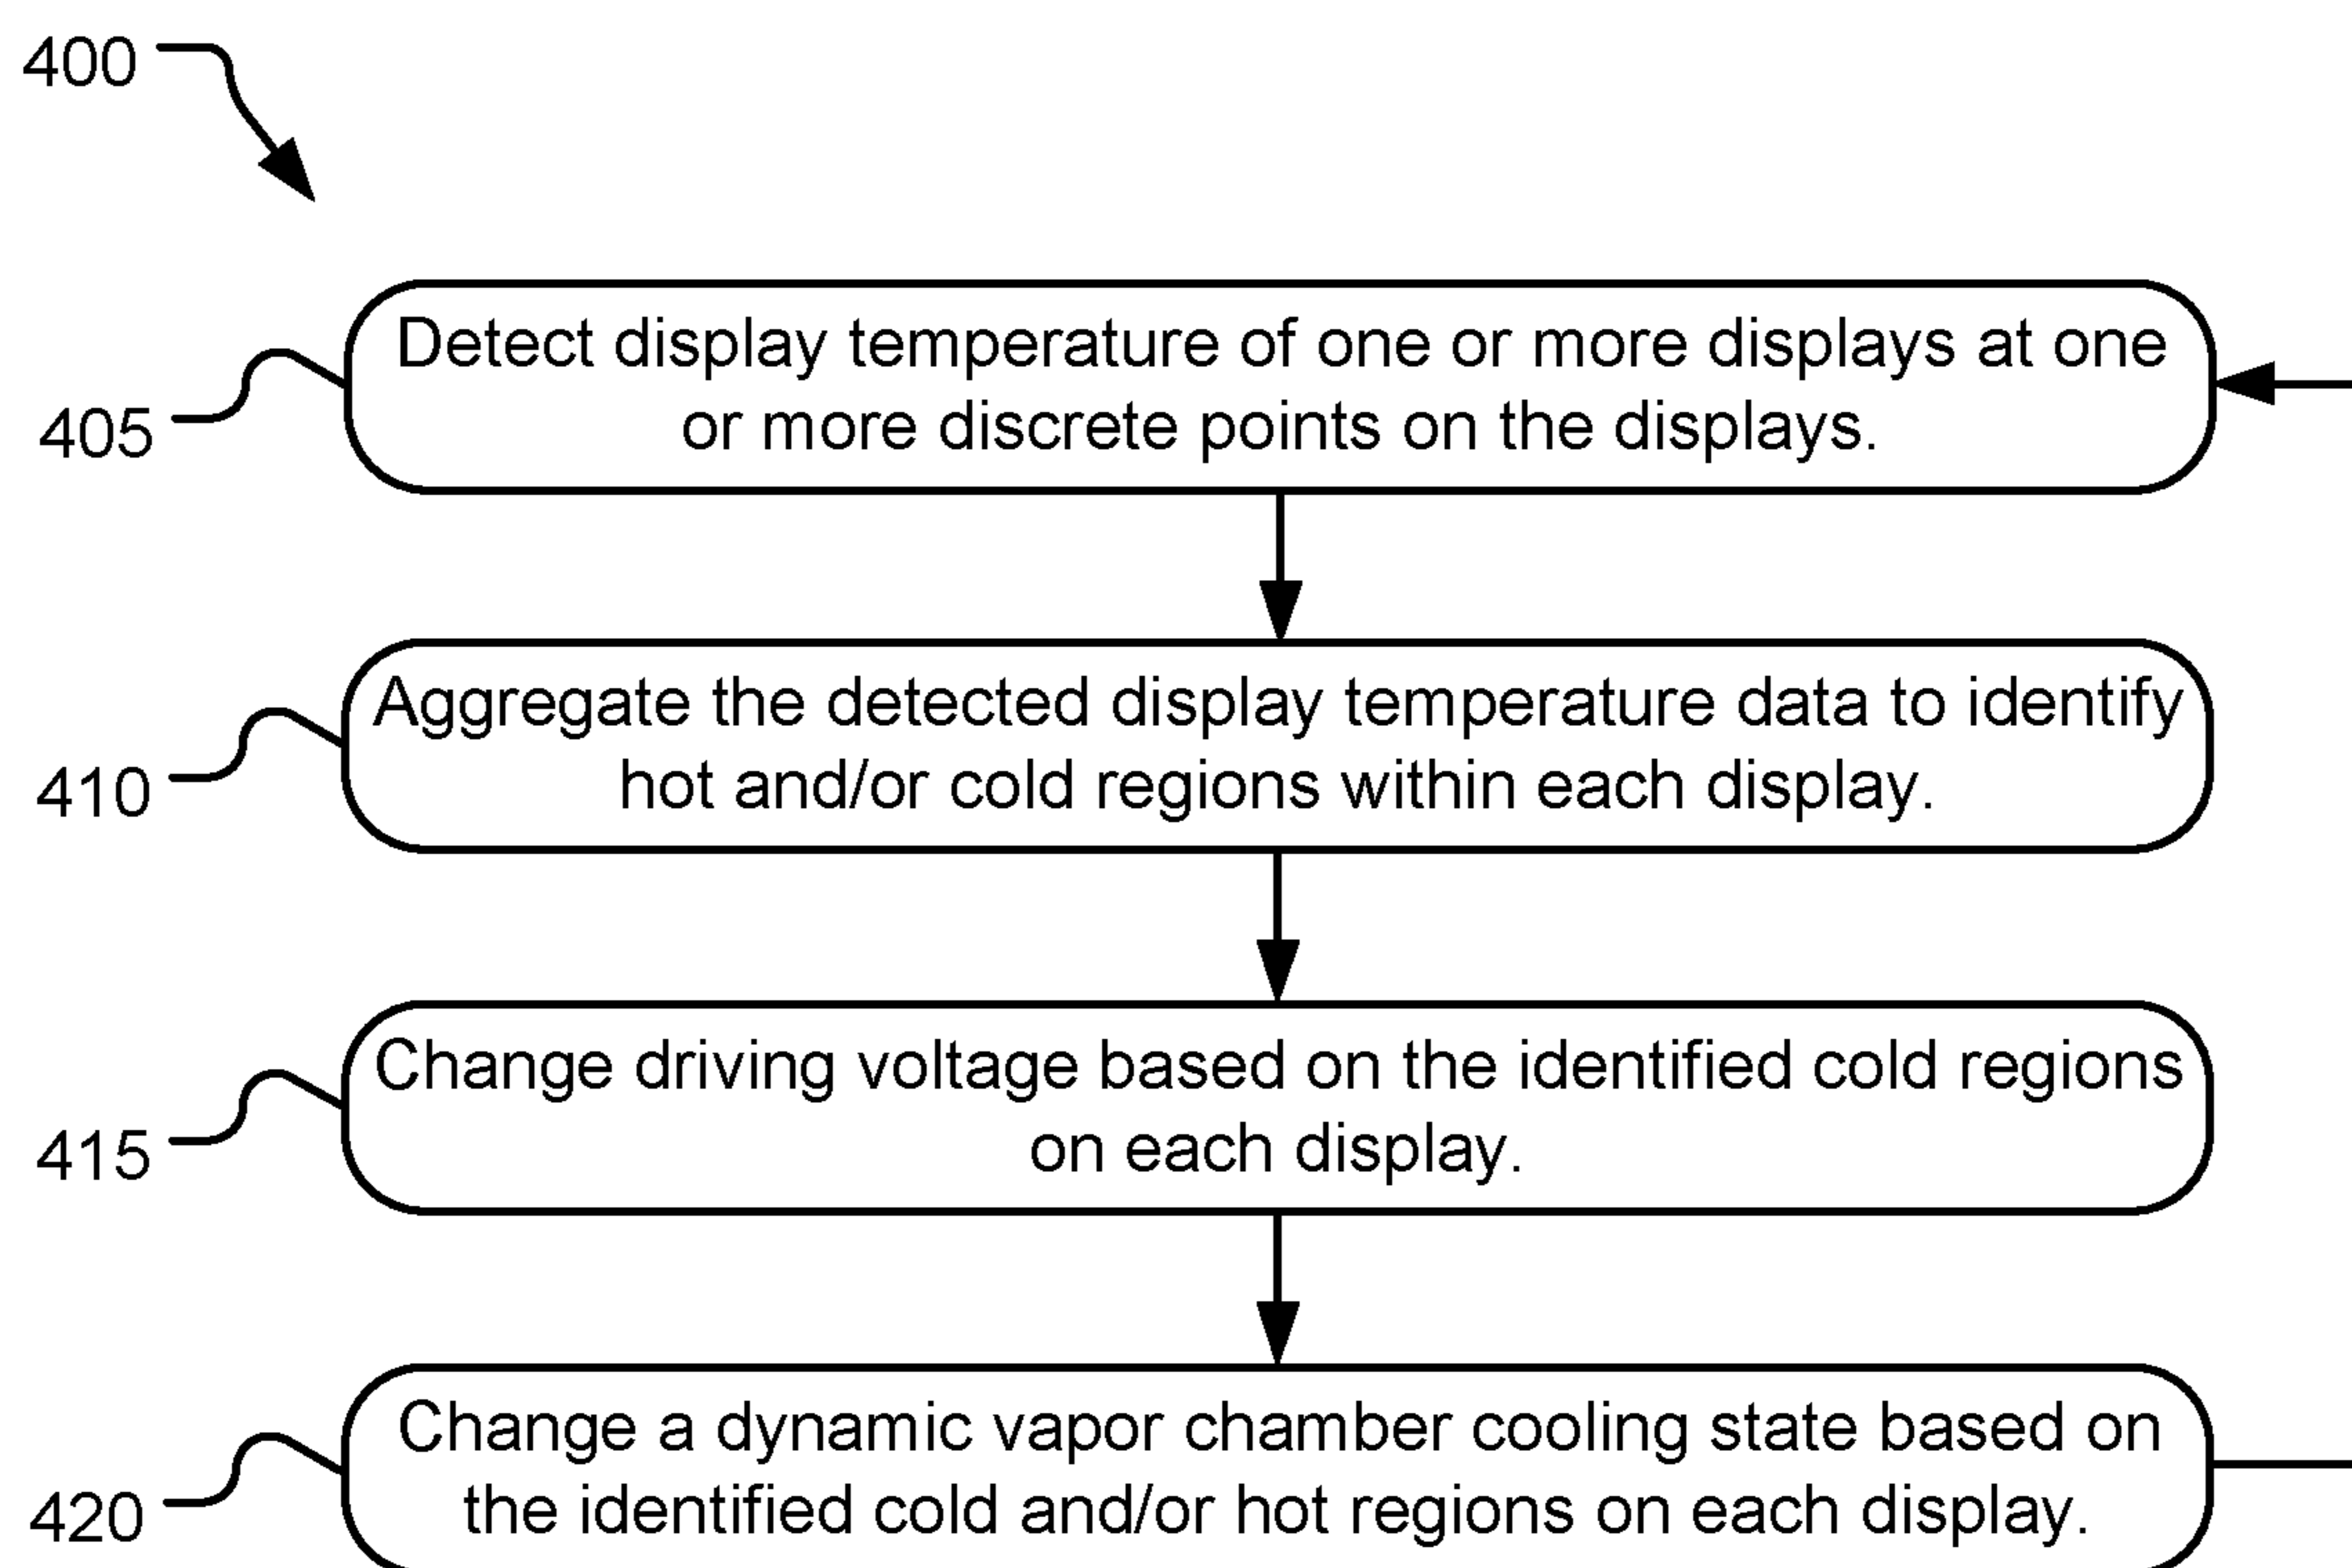 400
Detect display temperature of one or more displays at one
or more discrete points on the displays.
405
Aggregate the detected display temperature data to identify
hot and/or cold regions within each display.
410
Change driving voltage based on the identified cold regions
on each display.
415
Change a dynamic vapor chamber cooling state based on
the identified cold and/or hot regions on each display.
420